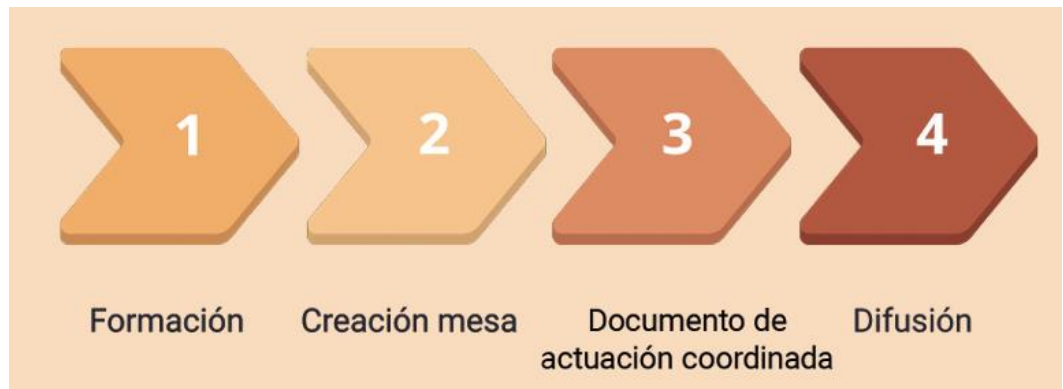 1
2
3
4
Formación
Creación mesa
Documento de
actuación coordinada
Difusión